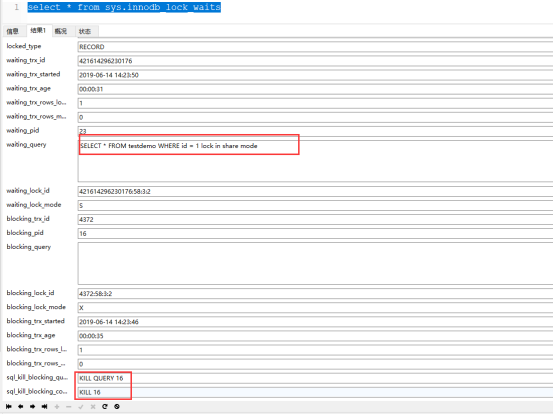 1 select * from sys.innodb_lock_waits
信息 结果1 概况 状态
locked_type RECORD
waiting_trx_id 421614296230176
waiting_trx_started 2019-06-14 14:23:50
waiting_trx_age 00:00:31
waiting_trx_rows_lo... 1
waiting_trx_rows_m... 0
waiting_pid 23
waiting_query SELECT * FROM testdemo WHERE id = 1 lock in share mode
waiting_lock_id 421614296230176:58:3:2
waiting_lock_mode S
blocking_trx_id 4372
blocking_pid 16
blocking_query
blocking_lock_id 4372:58:3:2
blocking_lock_mode X
blocking_trx_started 2019-06-14 14:23:46
blocking_trx_age 00:00:35
blocking_trx_rows_l... 1
blocking_trx_rows_... 0
sql_kill_blocking_qu... KILL QUERY 16
sql_kill_blocking_co... KILL 16